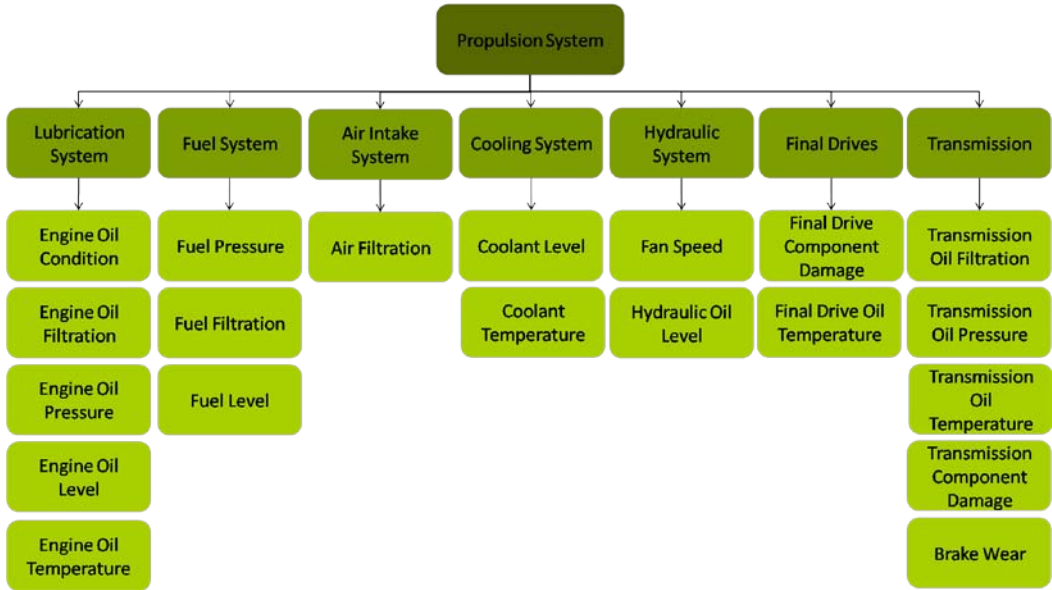 Propulsion System
Lubrication
System
Fuel System
Air Intake
System
Cooling System
Hydraulic
System
Final Drives
Transmission
Engine Oil
Condition
Fuel Pressure
Air Filtration
Coolant Level
Fan Speed
Final Drive
Component
Damage
Transmission
Oil Filtration
Engine Oil
Filtration
Fuel Filtration
Coolant
Temperature
Hydraulic Oil
Level
Final Drive Oil
Temperature
Transmission
Oil Pressure
Engine Oil
Pressure
Fuel Level
Transmission
Oil
Temperature
Engine Oil
Level
Transmission
Component
Damage
Engine Oil
Temperature
Brake Wear